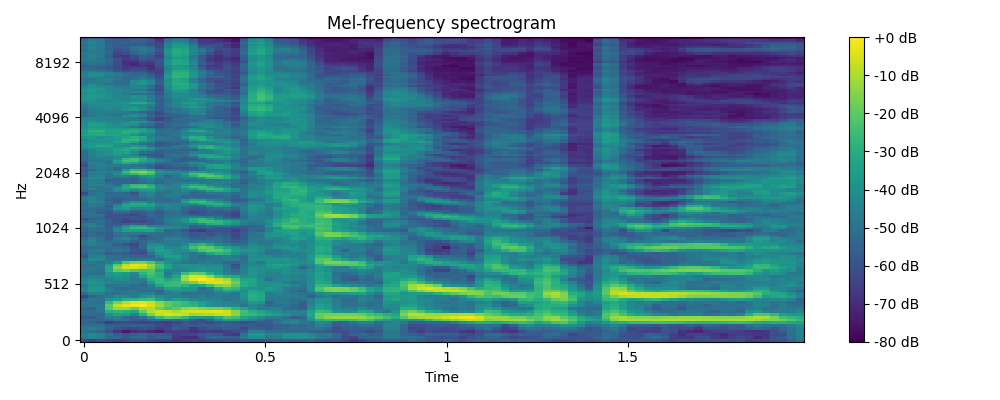 Mel-frequency spectrogram
Hz
8192
4096
2048
1024
512
0
0
0.5
1
1.5
Time
+0 dB
-10 dB
-20 dB
-30 dB
-40 dB
-50 dB
-60 dB
-70 dB
-80 dB